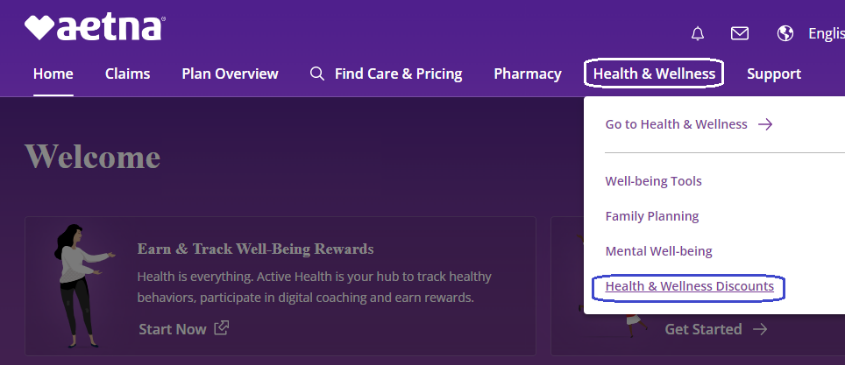 aetna
Englis
Home Claims Plan Overview Find Care & Pricing Pharmacy Health & Wellness Support
Go to Health & Wellness
Welcome
Well-being Tools
Family Planning
Mental Well-being
Health & Wellness Discounts
Earn & Track Well-Being Rewards
Health is everything. Active Health is your hub to track healthy
behaviors, participate in digital coaching and earn rewards.
Start Now
Get Started